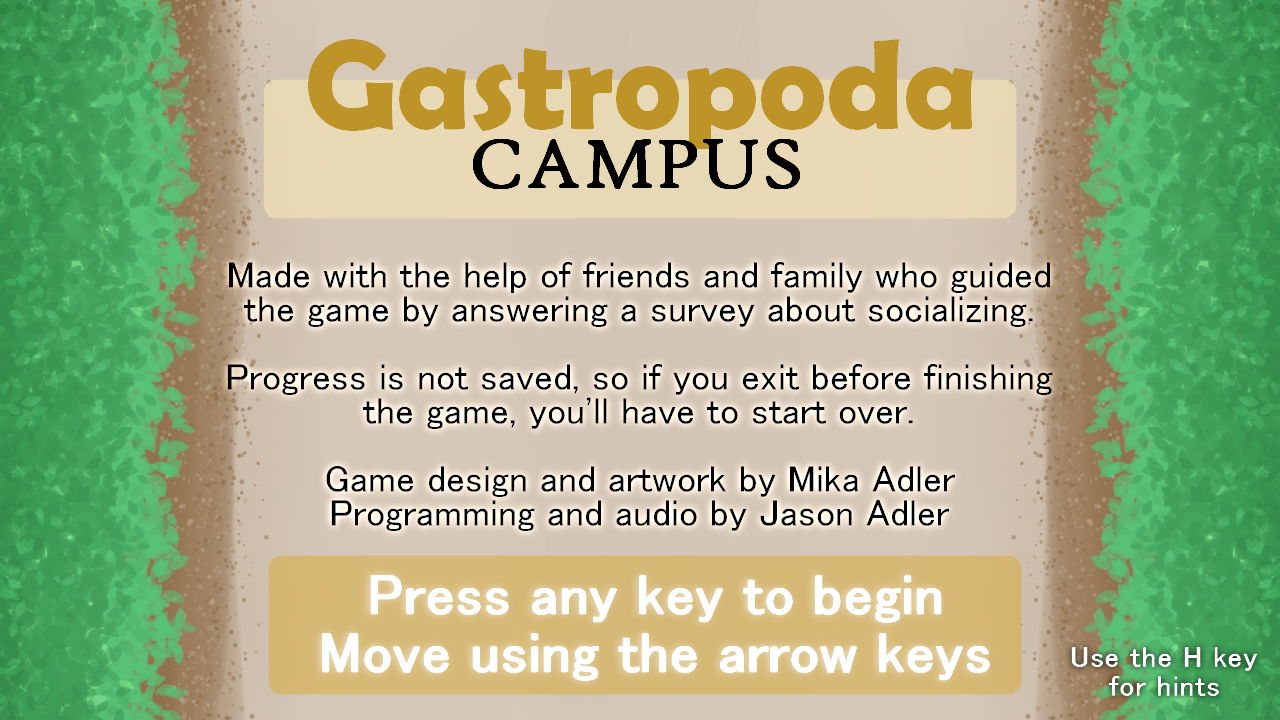 Gastropoda
CAMPUS
Made with the help of friends and family who guided
the game by answering a survey about socializing.
Progress is not saved, so if you exit before finishing
the game, you'll have to start over.
Game design and artwork by Mika Adler
Programming and audio by Jason Adler
Press any key to begin
Move using the arrow keys
Use the H key
for hints